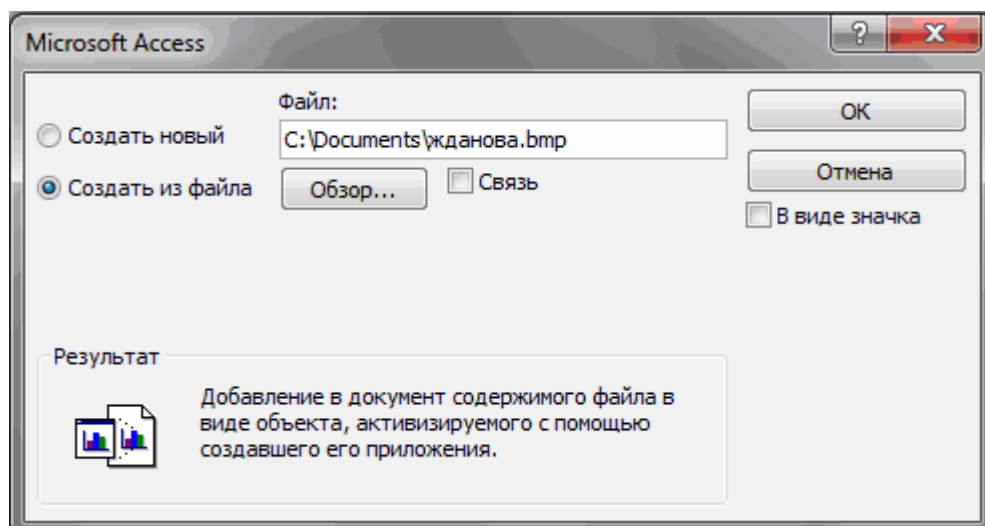 Microsoft Access
Файл:
Создать новый
C:\Documents\жданова.bmp
OK
Создать из файла
Обзор...
Связь
Отмена
В виде значка
Результат
Добавление в документ содержимого файла в
виде объекта, активизируемого с помощью
создавшего его приложения.